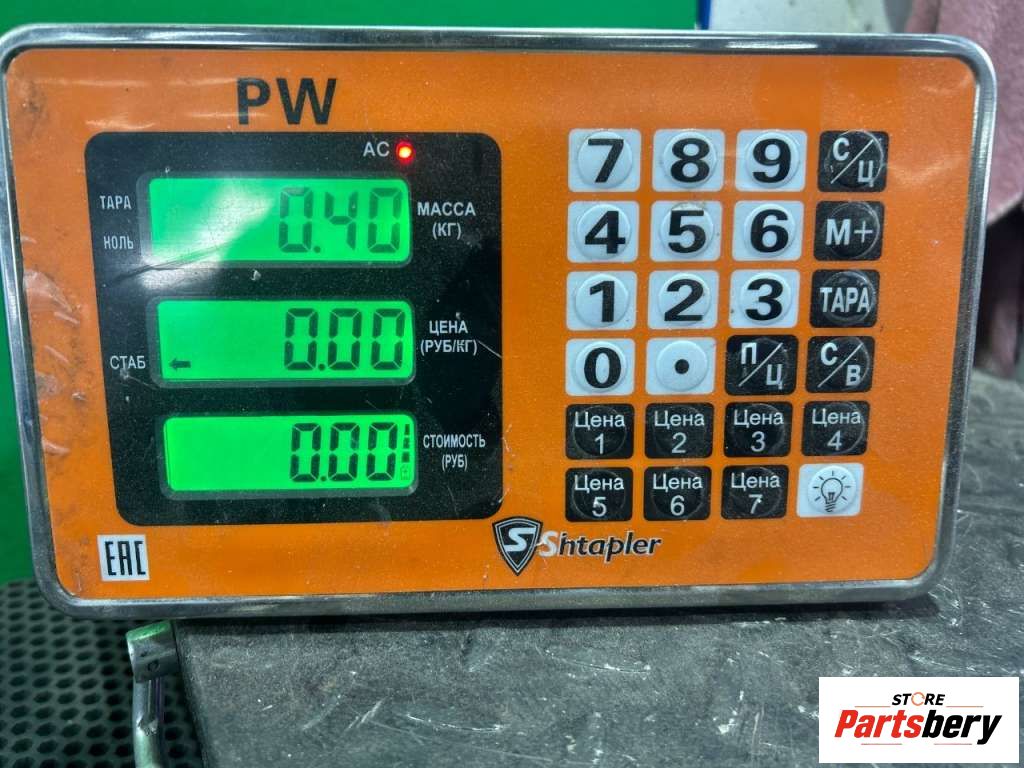 PW
AC
ТАРА
НОЛЬ
0.40
МАССА
(КГ)
СТАБ
0.00
ЦЕНА
(РУБ/КГ)
0.00
СТОИМОСТЬ
(РУБ)
7 8 9 С/Ц
4 5 6 М+
1 2 3 ТАРА
0 • П/Ц С/В
Цена 1 Цена 2 Цена 3 Цена 4
Цена 5 Цена 6 Цена 7
EAC
S Shtapler
STORE
Partsbery